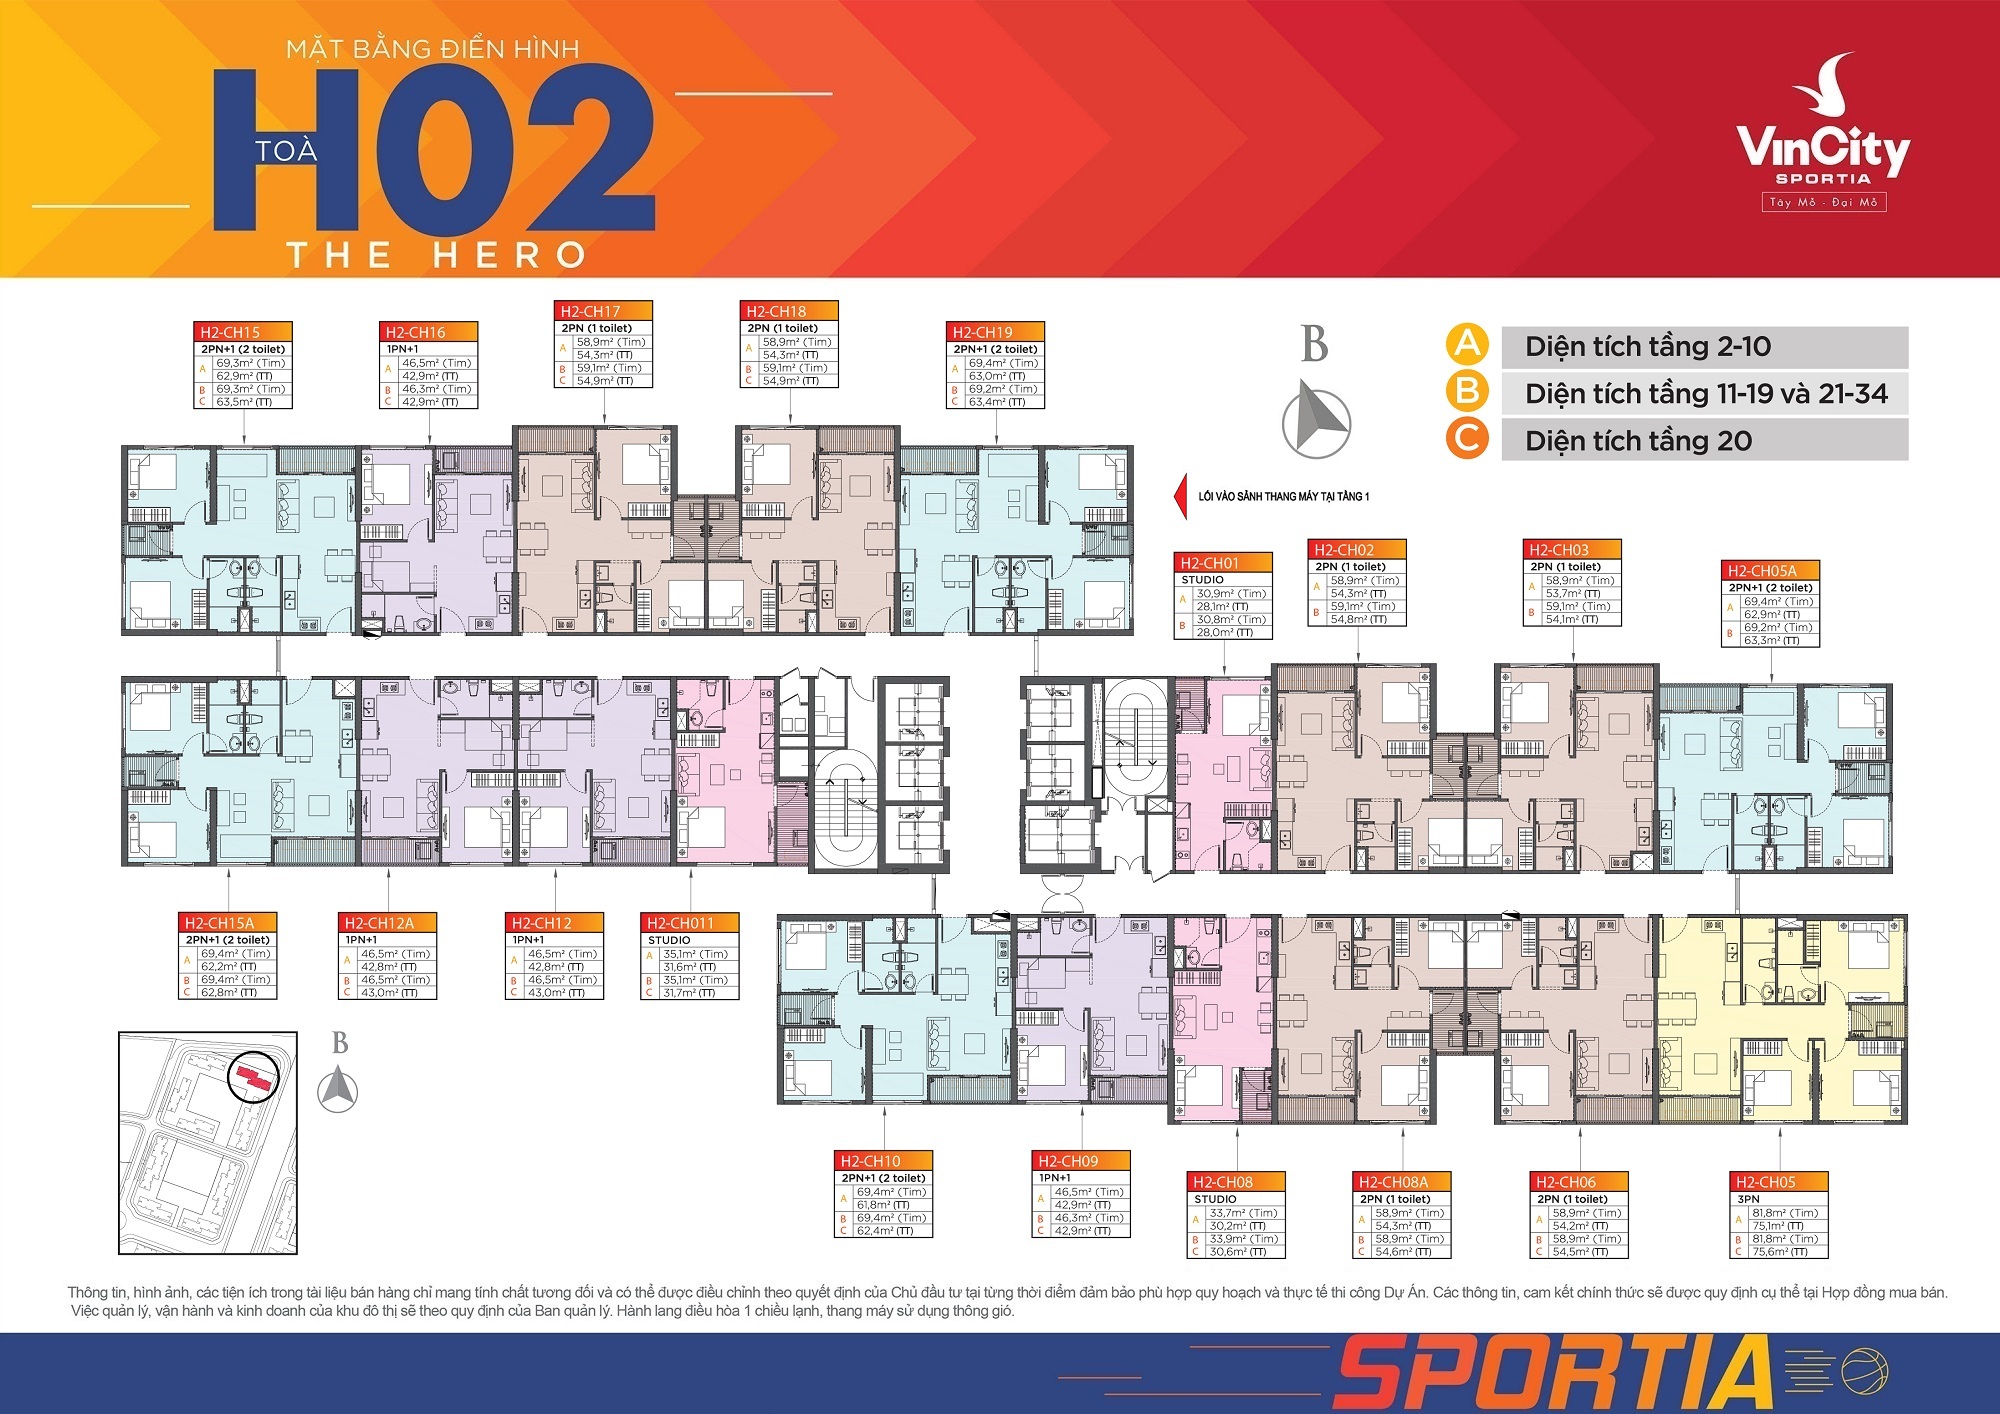 MẶT BẰNG ĐIỂN HÌNH
TOÀ
H02
THE HERO
VinCity
SPORTIA
Tây Mỗ - Đại Mỗ
H2-CH15
2PN+1 (2 toilet)
A
69,3m² (Tim)
62,9m² (TT)
B
C
69,3m² (Tim)
63,5m² (TT)
H2-CH16
1PN+1
A
46,5m² (Tim)
42,9m² (TT)
B
C
46,3m² (Tim)
42,9m² (TT)
H2-CH17
2PN (1 toilet)
A
58,9m² (Tim)
54,3m² (TT)
B
C
59,1m² (Tim)
54,9m² (TT)
H2-CH18
2PN (1 toilet)
A
58,9m² (Tim)
54,3m² (TT)
B
C
59,1m² (Tim)
54,9m² (TT)
H2-CH19
2PN+1 (2 toilet)
A
69,4m² (Tim)
63,0m² (TT)
B
C
69,2m² (Tim)
63,4m² (TT)
B
A Diện tích tầng 2-10
B Diện tích tầng 11-19 và 21-34
C Diện tích tầng 20
LỐI VÀO SẢNH THANG MÁY TẠI TẦNG 1
H2-CH01
STUDIO
A
30,9m² (Tim)
28,1m² (TT)
B
30,8m² (Tim)
28,0m² (TT)
H2-CH02
2PN (1 toilet)
A
58,9m² (Tim)
54,3m² (TT)
B
59,1m² (Tim)
54,8m² (TT)
H2-CH03
2PN (1 toilet)
A
58,9m² (Tim)
53,7m² (TT)
B
59,1m² (Tim)
54,1m² (TT)
H2-CH05A
2PN+1 (2 toilet)
A
69,4m² (Tim)
62,9m² (TT)
B
69,2m² (Tim)
63,3m² (TT)
H2-CH15A
2PN+1 (2 toilet)
A
69,4m² (Tim)
62,2m² (TT)
B
C
69,4m² (Tim)
62,8m² (TT)
H2-CH12A
1PN+1
A
46,5m² (Tim)
42,8m² (TT)
B
C
46,5m² (Tim)
43,0m² (TT)
H2-CH12
1PN+1
A
46,5m² (Tim)
42,8m² (TT)
B
C
46,5m² (Tim)
43,0m² (TT)
H2-CH011
STUDIO
A
35,1m² (Tim)
31,6m² (TT)
B
C
35,1m² (Tim)
31,7m² (TT)
B
H2-CH10
2PN+1 (2 toilet)
A
69,4m² (Tim)
61,8m² (TT)
B
C
69,4m² (Tim)
62,4m² (TT)
H2-CH09
1PN+1
A
46,5m² (Tim)
42,9m² (TT)
B
C
46,3m² (Tim)
42,9m² (TT)
H2-CH08
STUDIO
A
33,7m² (Tim)
30,2m² (TT)
B
C
33,9m² (Tim)
30,6m² (TT)
H2-CH08A
2PN (1 toilet)
A
58,9m² (Tim)
54,3m² (TT)
B
C
58,9m² (Tim)
54,6m² (TT)
H2-CH06
2PN (1 toilet)
A
58,9m² (Tim)
54,2m² (TT)
B
C
58,9m² (Tim)
54,5m² (TT)
H2-CH05
3PN
A
81,8m² (Tim)
75,1m² (TT)
B
C
81,8m² (Tim)
75,6m² (TT)
Thông tin, hình ảnh, các tiện ích trong tài liệu bán hàng chỉ mang tính chất tương đối và có thể được điều chỉnh theo quyết định của Chủ đầu tư tại từng thời điểm đảm bảo phù hợp quy hoạch và thực tế thi công Dự Án. Các thông tin, cam kết chính thức sẽ được quy định cụ thể tại Hợp đồng mua bán.
Việc quản lý, vận hành và kinh doanh của khu đô thị sẽ theo quy định của Ban quản lý. Hành lang điều hòa 1 chiều lạnh, thang máy sử dụng thông gió.
SPORTIA